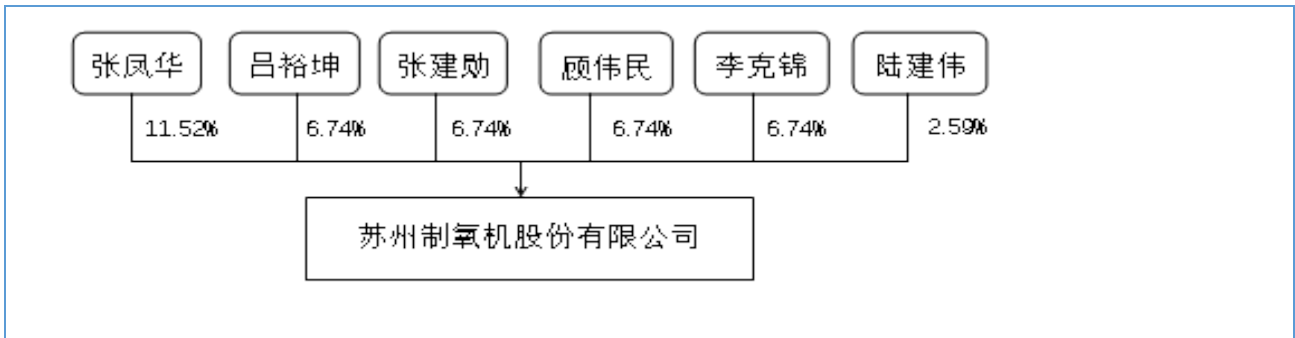 张凤华 吕裕坤 张建勋 顾伟民 李克锦 陆建伟
11.52% 6.74% 6.74% 6.74% 6.74% 2.59%
苏州制氧机股份有限公司